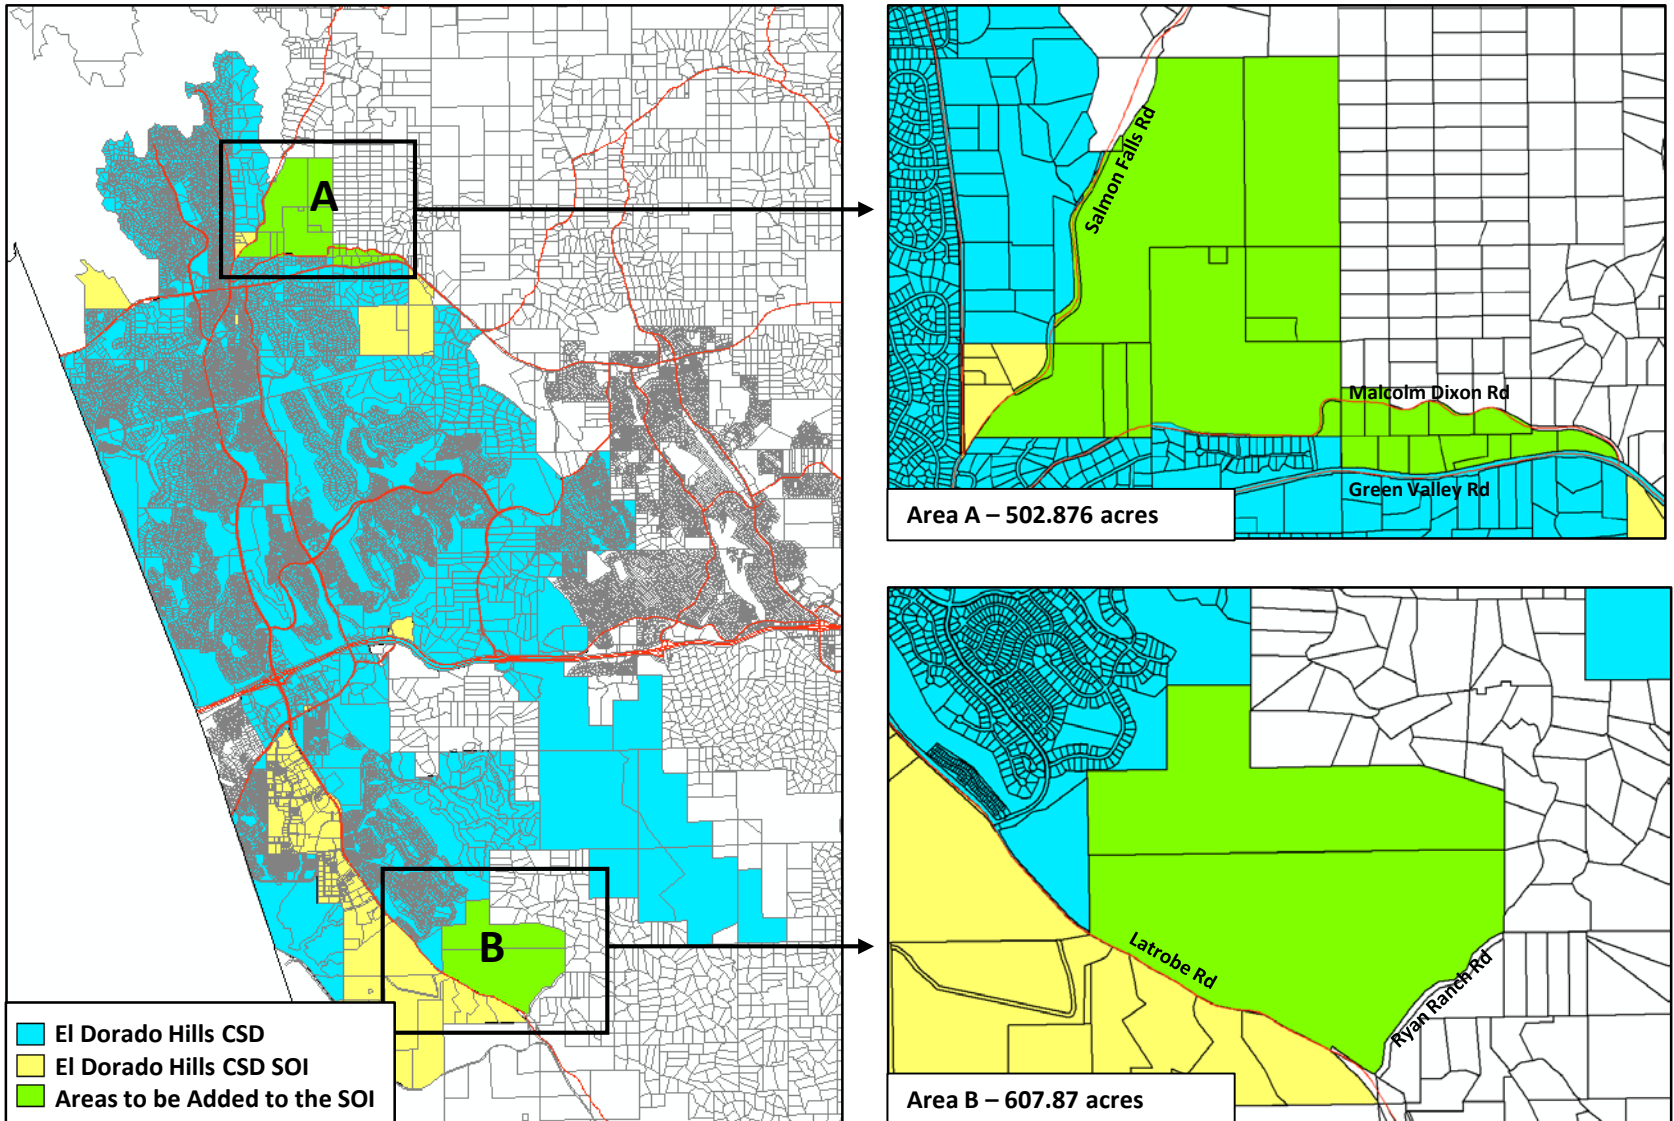 A
B
El Dorado Hills CSD
El Dorado Hills CSD SOI
Areas to be Added to the SOI
Salmon Falls Rd
Malcolm Dixon Rd
Green Valley Rd
Area A – 502.876 acres
Latrobe Rd
Ryan Ranch Rd
Area B – 607.87 acres